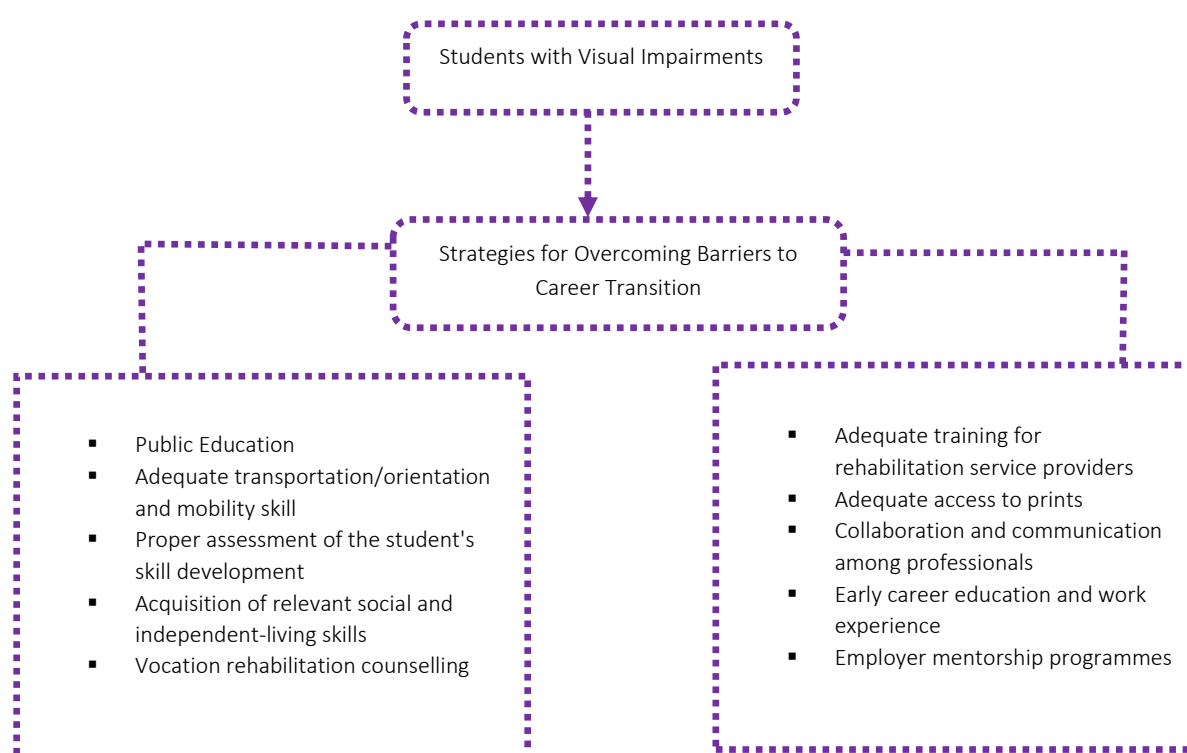 Students with Visual Impairments
Strategies for Overcoming Barriers to
Career Transition
▪ Public Education
▪ Adequate transportation/orientation
and mobility skill
▪ Proper assessment of the student's
skill development
▪ Acquisition of relevant social and
independent-living skills
▪ Vocation rehabilitation counselling
▪ Adequate training for
rehabilitation service providers
▪ Adequate access to prints
▪ Collaboration and communication
among professionals
▪ Early career education and work
experience
▪ Employer mentorship programmes